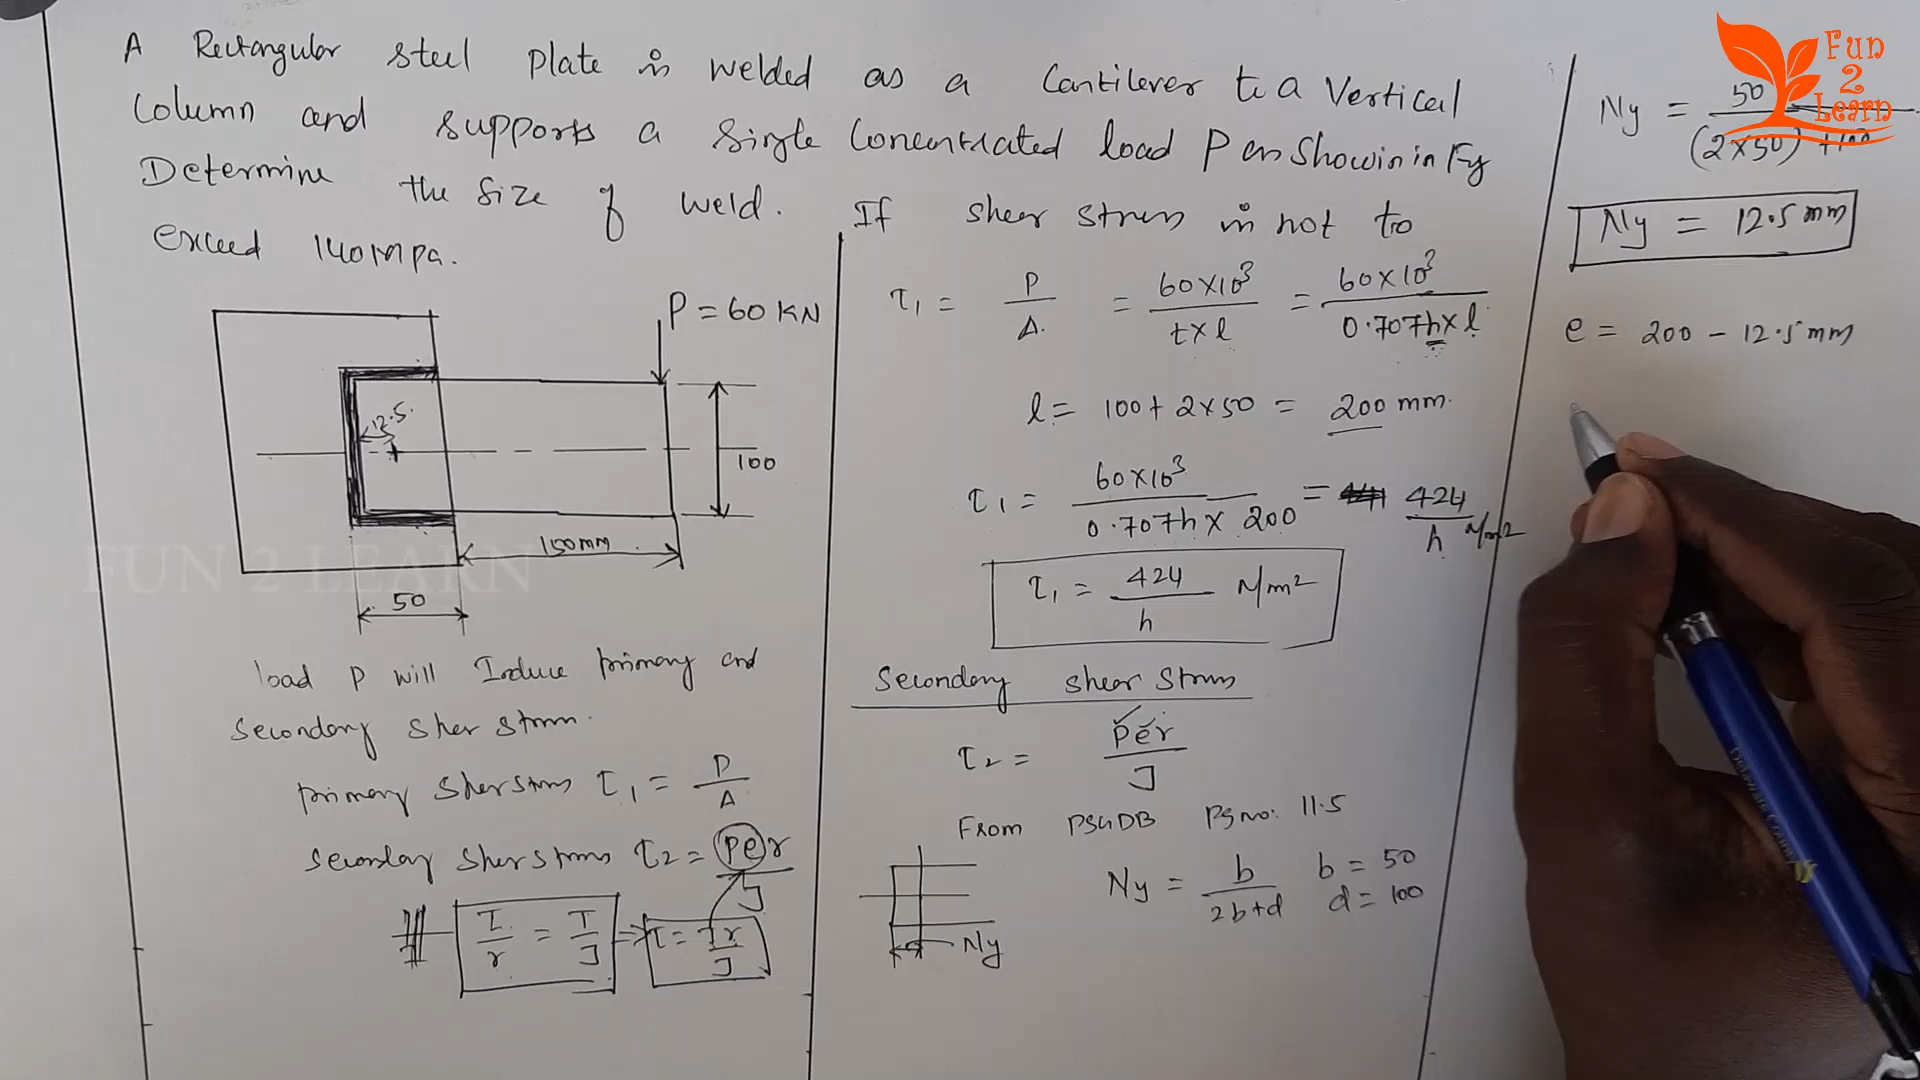 A Rectangular steel Plate is welded as a Cantilever to a Vertical
Column and supports a single Concentrated load P as Shown in Fig
Determine the size of weld. If shear stress is not to
exceed 140 Mpa.
P = 60 KN
12.5.
100
150mm
50
load P will Induce primary and
secondary sher stress.
primary sher stress τ1 = P/A
secondary sher stress τ2 = Per/J
T/r = T/J ⇒ τ = Tr/J
τ1 = P/A. = 60×10³/t×l = 60×10³/0.707h×l
l = 100 + 2×50 = 200 mm.
τ1 = 60×10³/0.707h × 200 = 424/h N/mm2
τ1 = 424/h N/mm2
Secondary shear Stress
τ2 = Per/J
From PSGDB Pg no: 11.5
Ny = b/2b+d b = 50
d = 100
Ny
Ny = 50/(2×50) + 100
Ny = 12.5 mm
e = 200 - 12.5 mm
Fun
2
Learn
FUN 2 LEARN